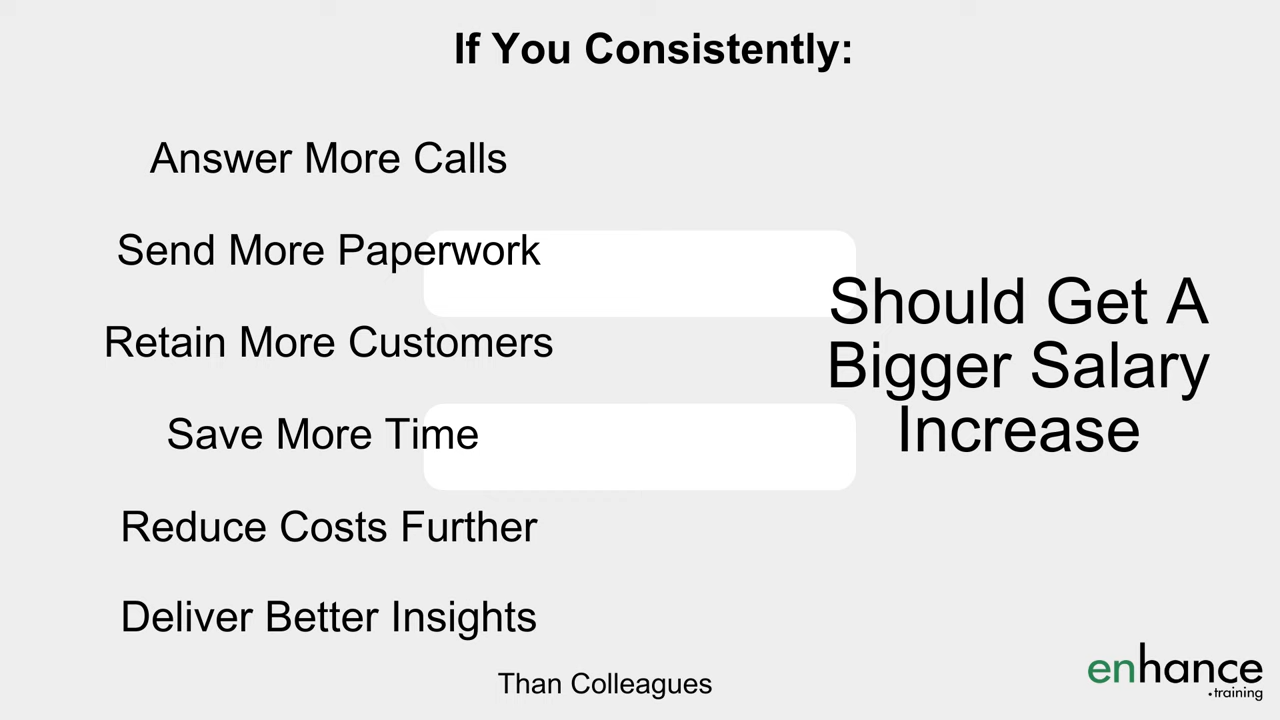 If You Consistently:
Answer More Calls
Send More Paperwork
Retain More Customers
Save More Time
Reduce Costs Further
Deliver Better Insights
Than Colleagues
Should Get A
Bigger Salary
Increase
enhance
.training